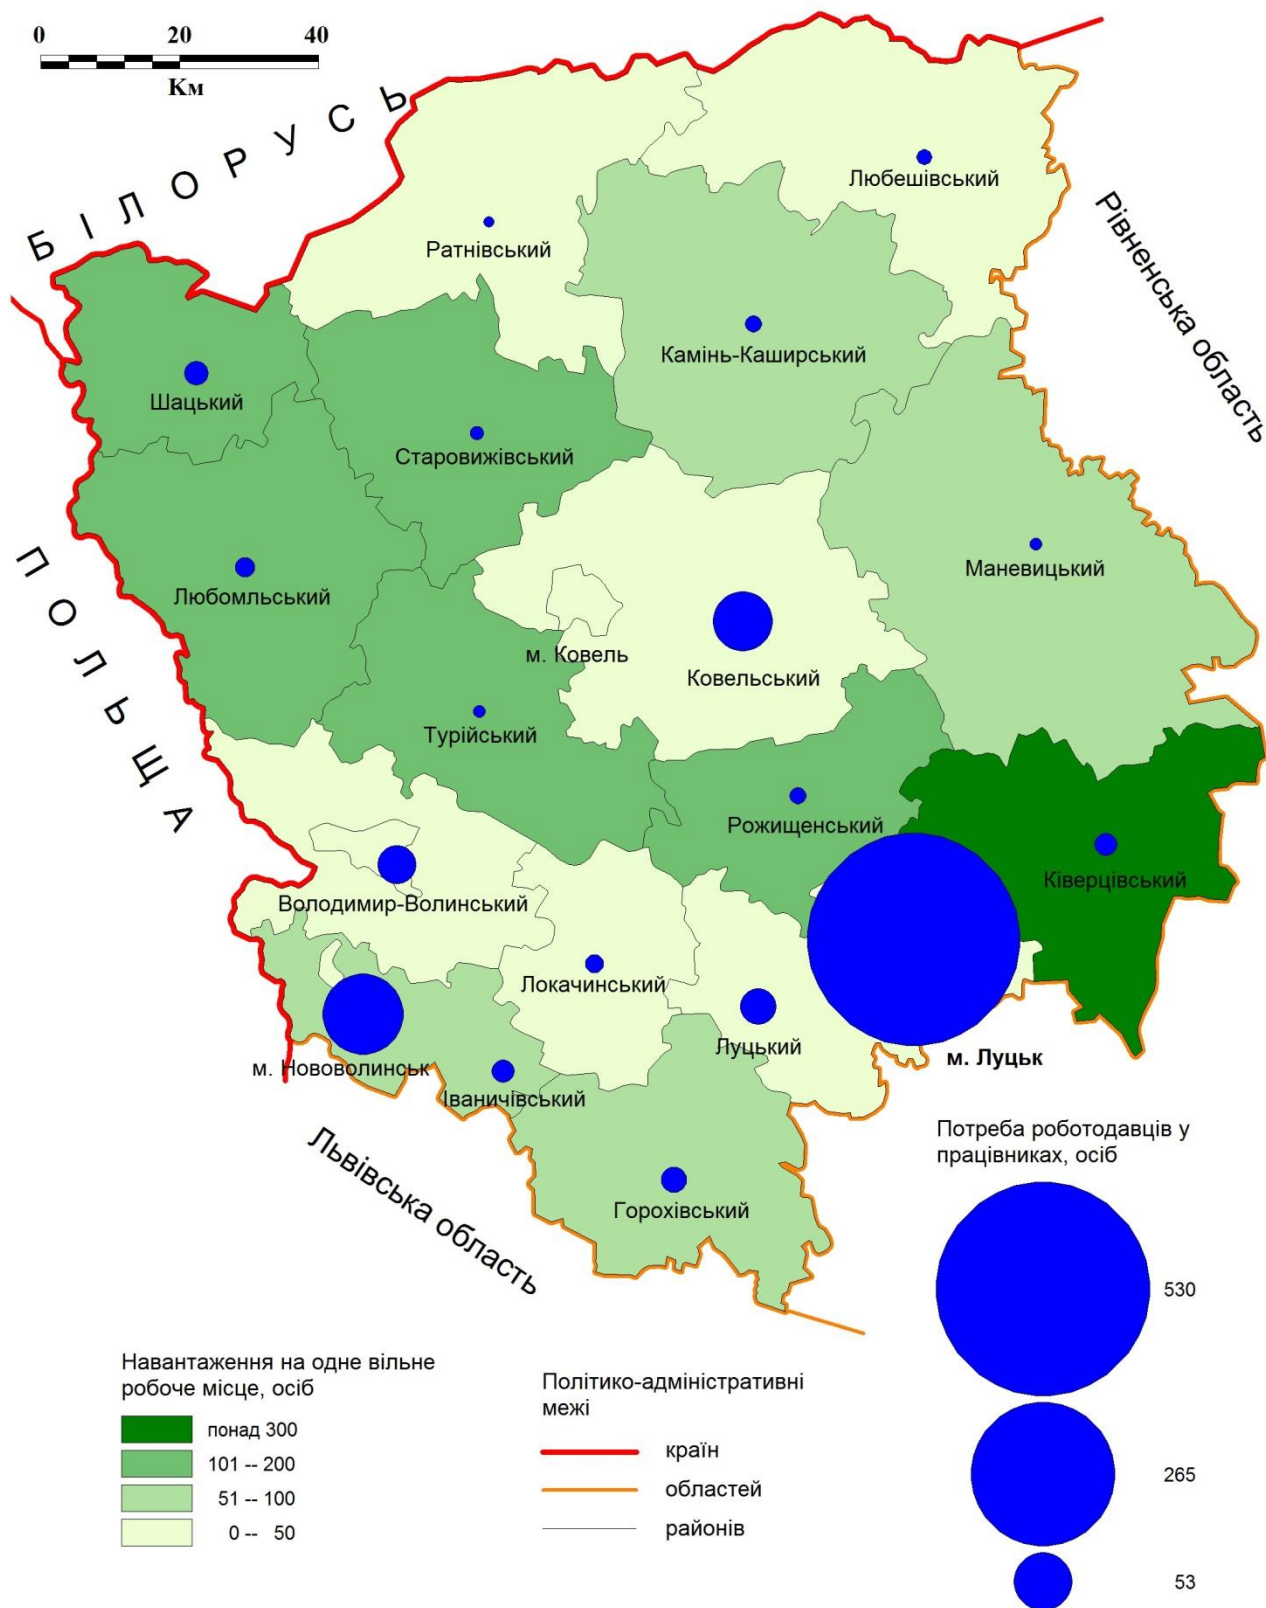 0 20 40
Км
БІЛОРУСЬ
Любешівський
Ратнівський
Рівненська область
Камінь-Каширський
Шацький
Старовижівський
ПОЛЬЩА
Маневицький
Любомльський
м. Ковель
Ковельський
Турійський
Рожищенський
Ківерцівський
Володимир-Волинський
Локачинський
Луцький
м. Луцьк
м. Нововолинськ
Іваничівський
Львівська область
Горохівський
Потреба роботодавців у
працівниках, осіб
530
265
53
Навантаження на одне вільне
робоче місце, осіб
понад 300
101 -- 200
51 -- 100
0 -- 50
Політико-адміністративні
межі
країн
областей
районів